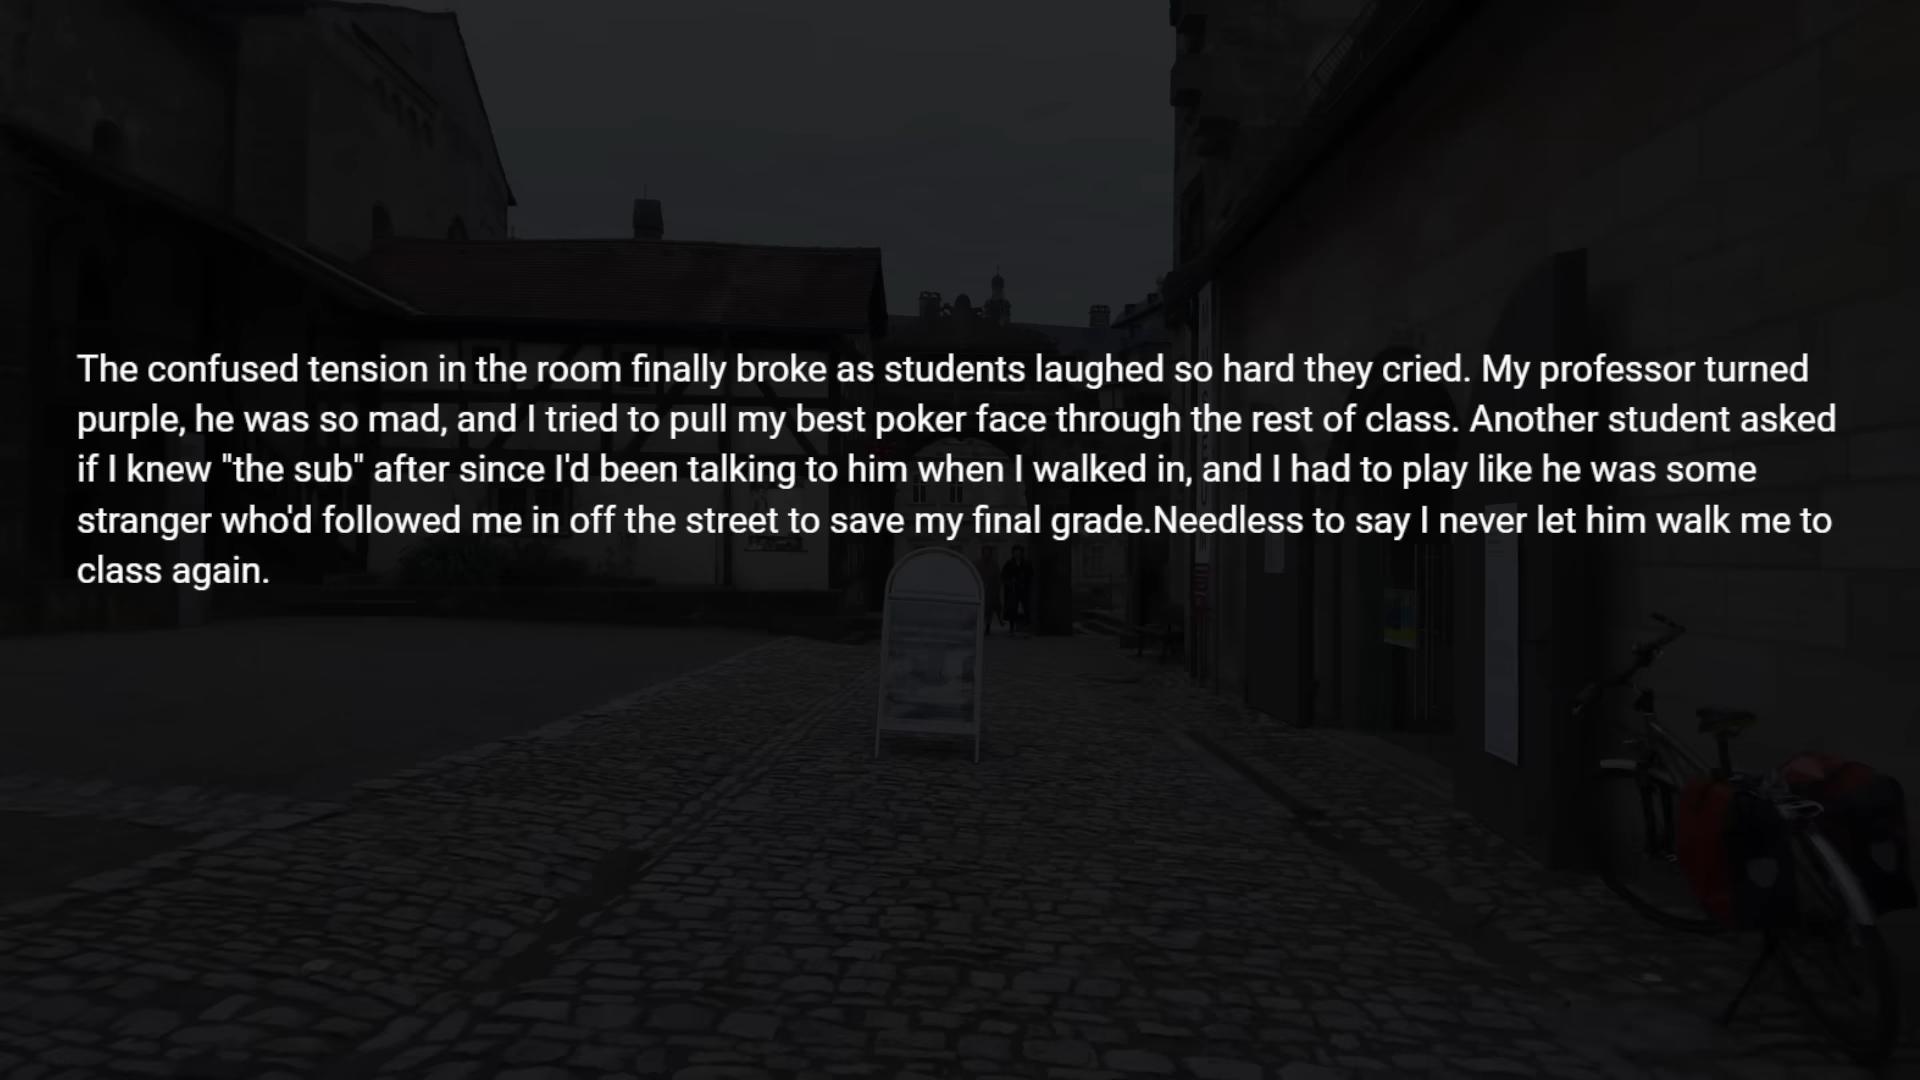 The confused tension in the room finally broke as students laughed so hard they cried. My professor turned
purple, he was so mad, and I tried to pull my best poker face through the rest of class. Another student asked
if I knew "the sub" after since I'd been talking to him when I walked in, and I had to play like he was some
stranger who'd followed me in off the street to save my final grade.Needless to say I never let him walk me to
class again.